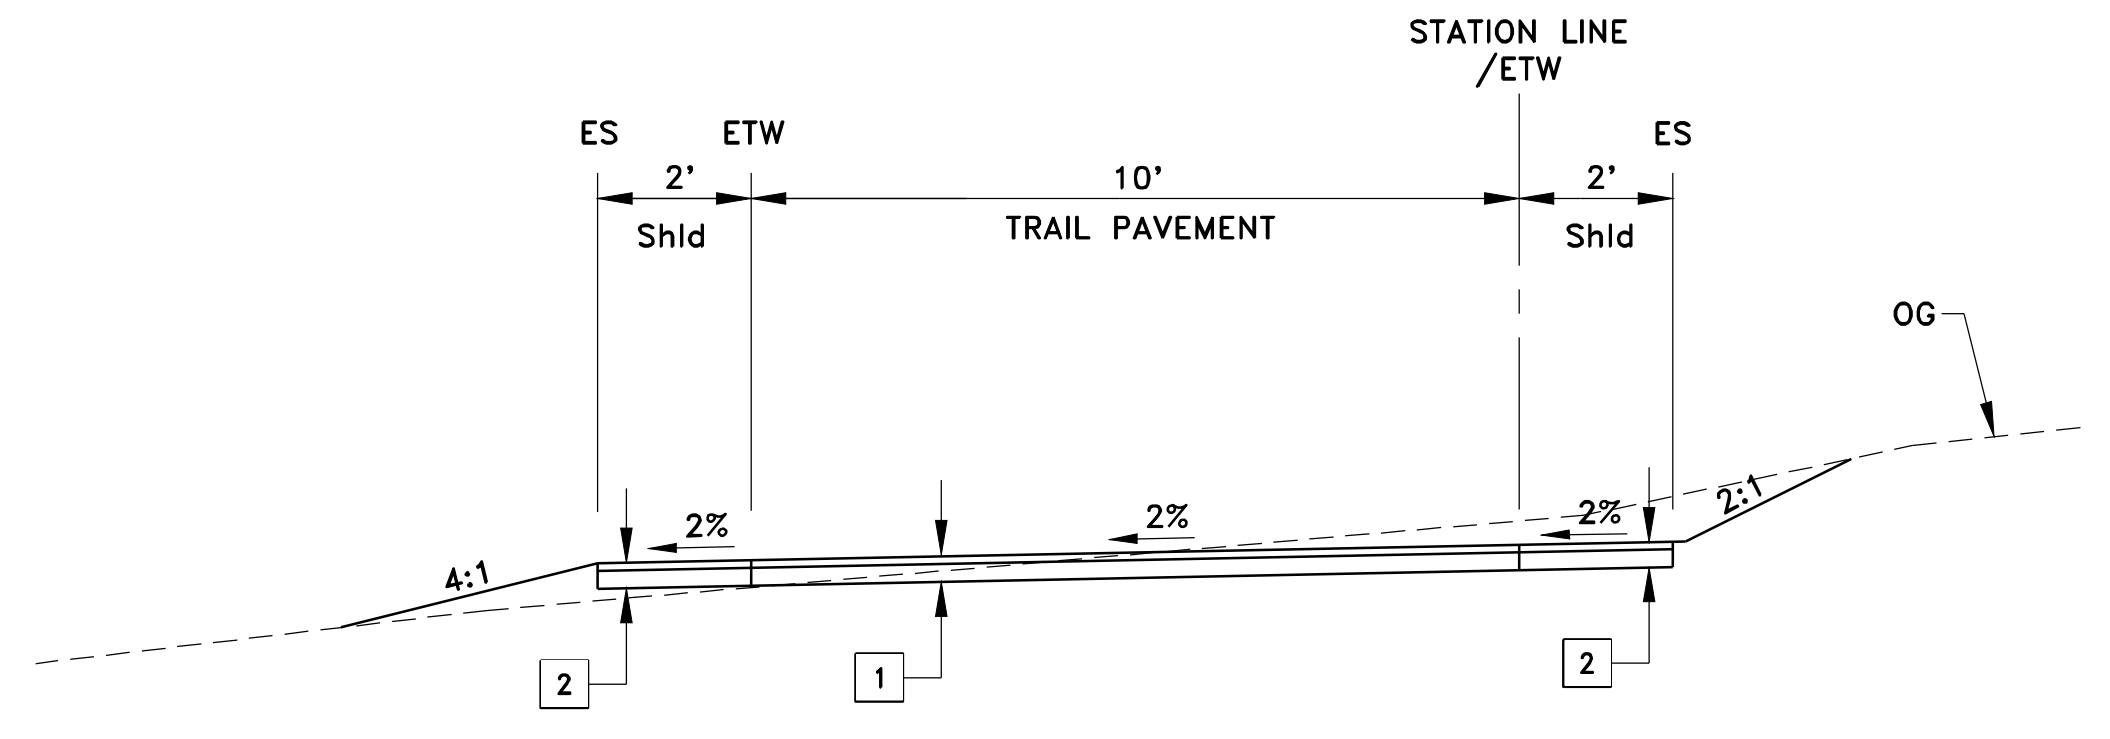 STATION LINE
/ETW
ES
ETW
ES
2'
10'
2'
Shld
TRAIL PAVEMENT
Shld
OG
2:1
2%
2%
2%
4:1
2
1
2